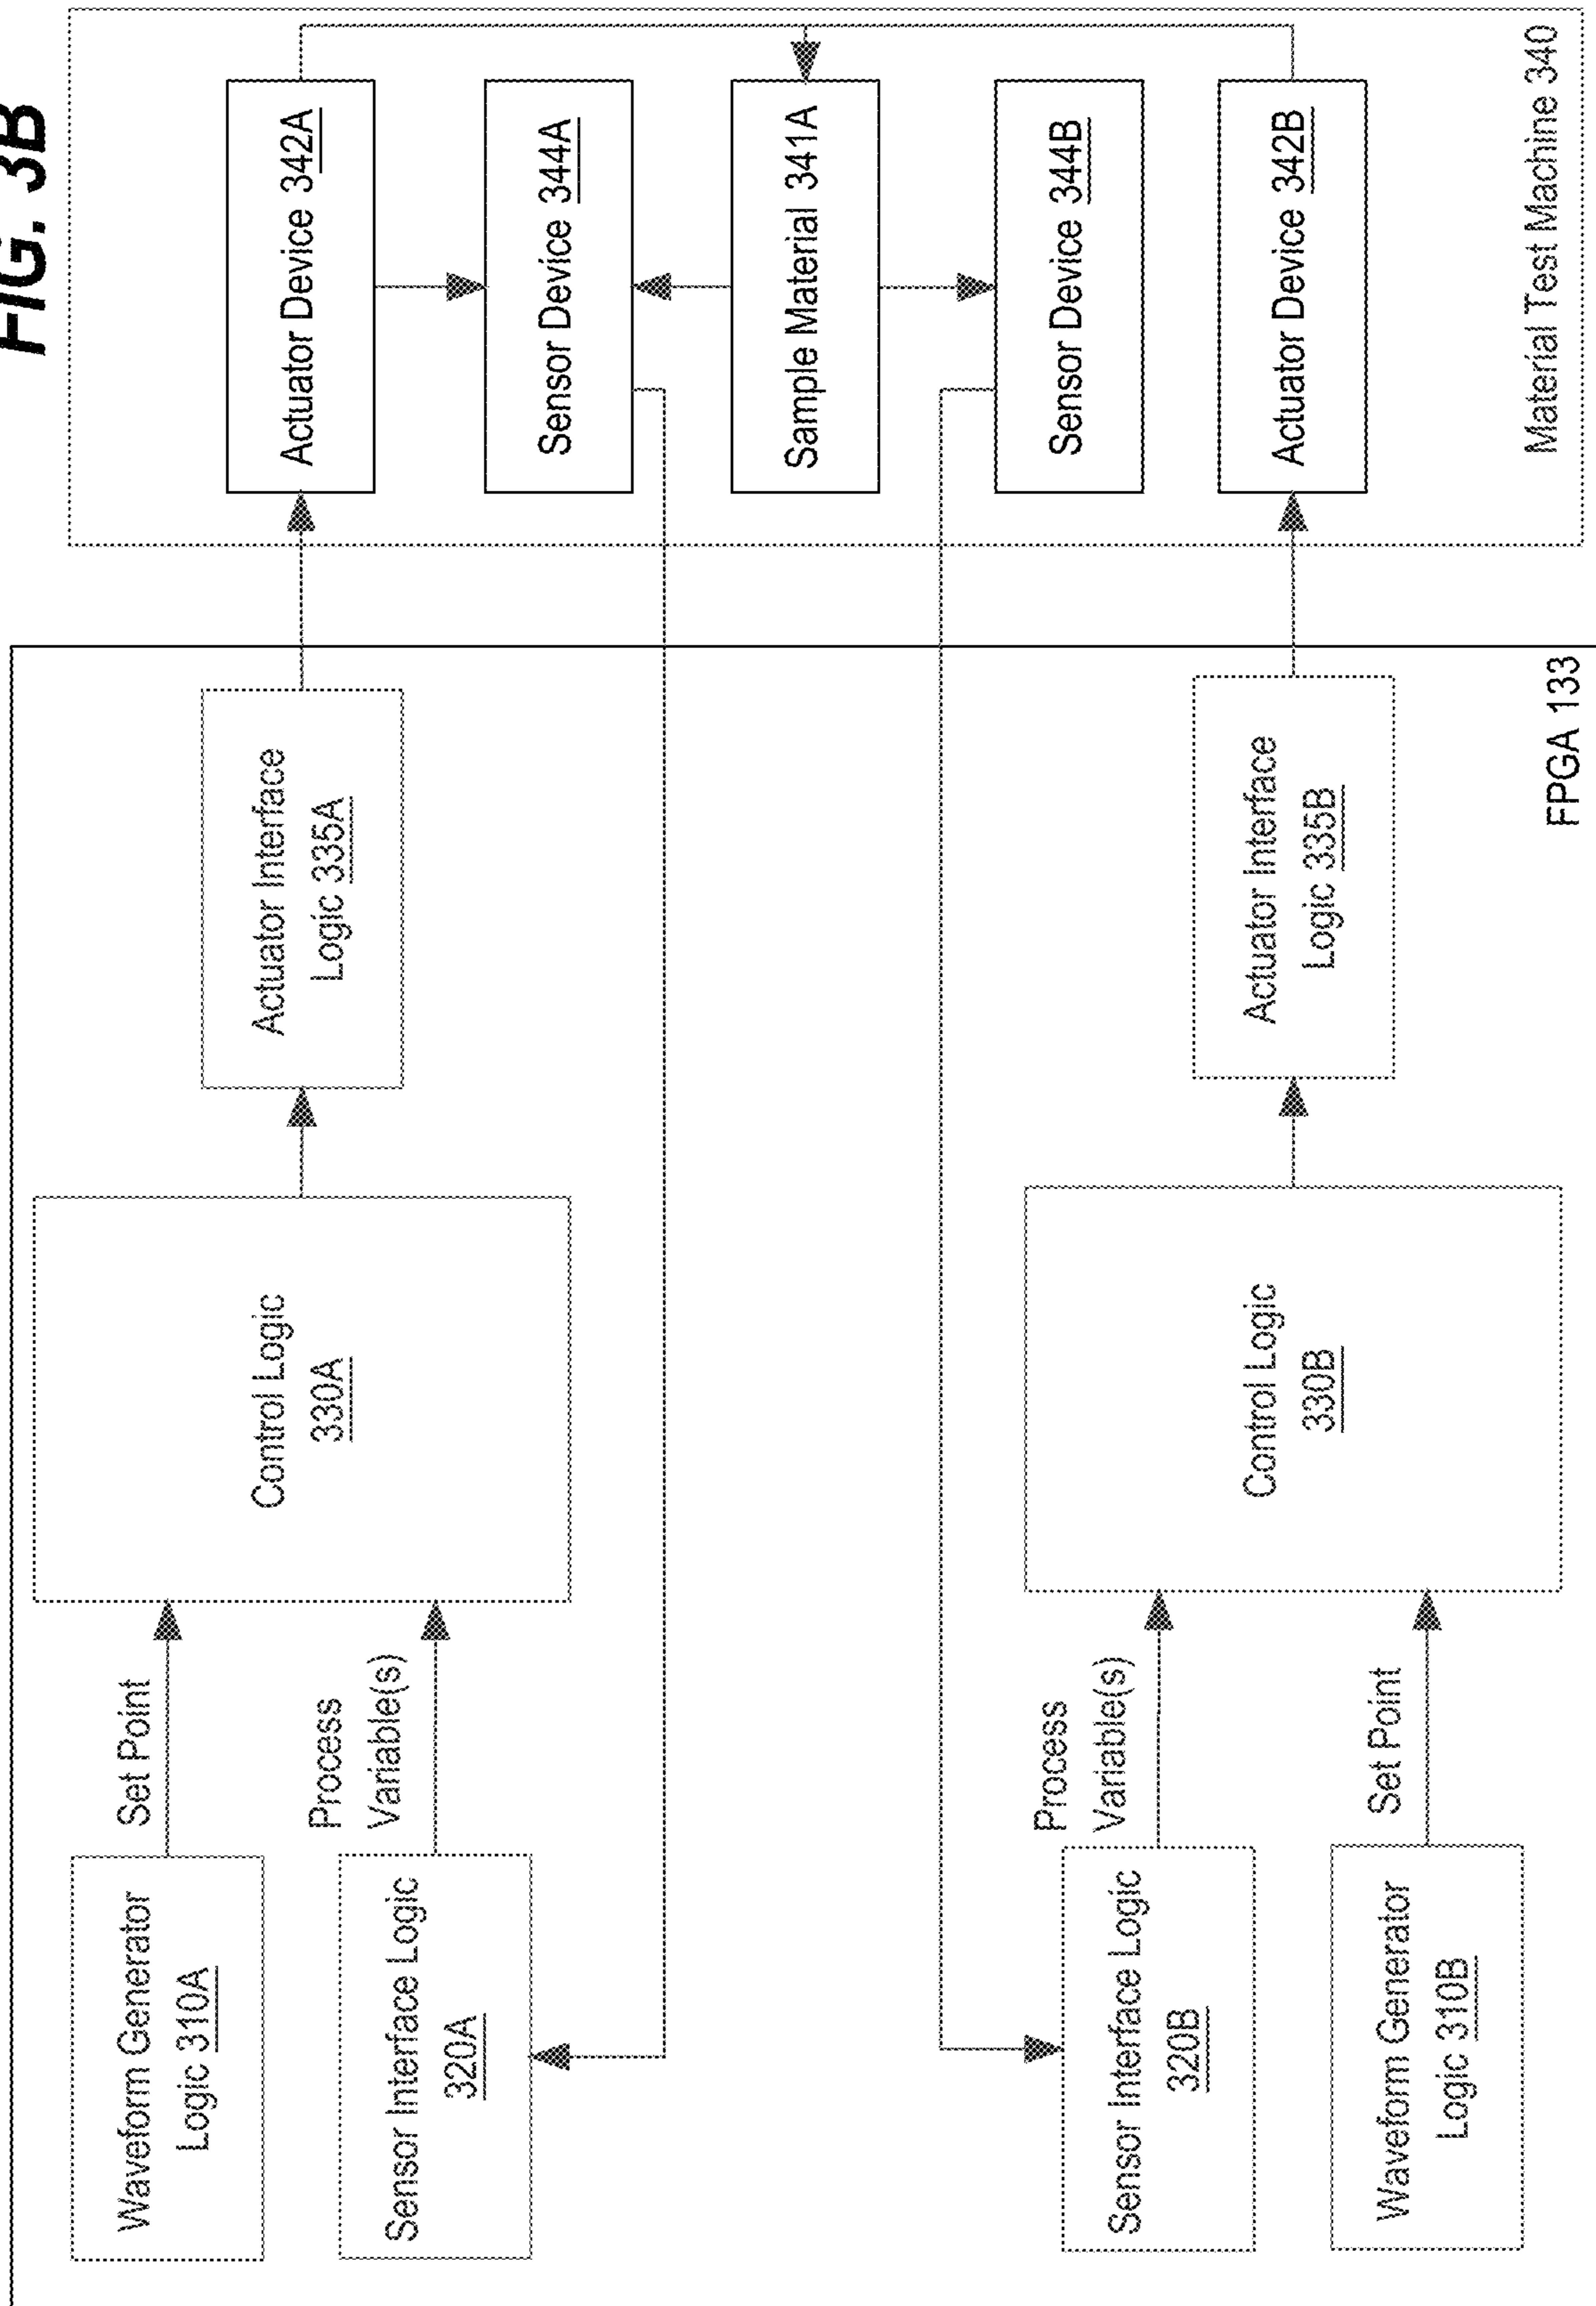 FIG. 3B
Waveform Generator
Logic 310A
Set Point
Sensor Interface Logic
320A
Process
Variable(s)
Control Logic
330A
Actuator Interface
Logic 335A
Actuator Device 342A
Sensor Device 344A
Sample Material 341A
Sensor Device 344B
Actuator Device 342B
Material Test Machine 340
Sensor Interface Logic
320B
Process
Variable(s)
Waveform Generator
Logic 310B
Set Point
Control Logic
330B
Actuator Interface
Logic 335B
FPGA 133